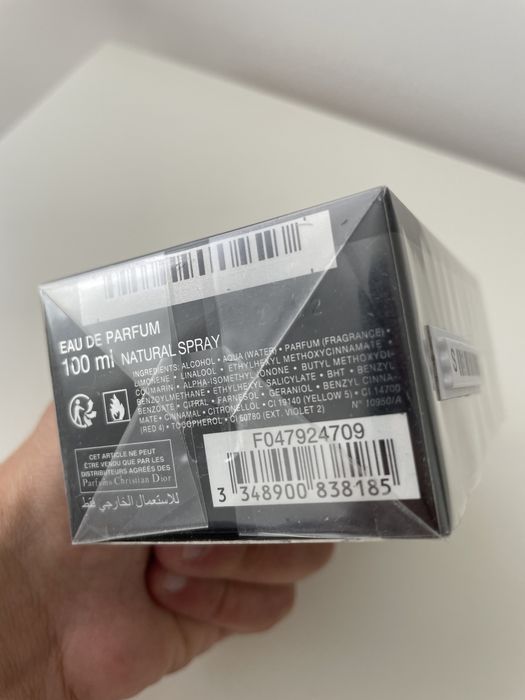 EAU DE PARFUM
100 ml NATURAL SPRAY
INGREDIENTS: ALCOHOL • AQUA (WATER) • PARFUM (FRAGRANCE) •
LIMONENE • LINALOOL • ETHYLHEXYL METHOXYCINNAMATE •
COUMARIN • ALPHA-ISOMETHYL IONONE • BUTYL METHOXYDI-
BENZOYLMETHANE • ETHYLHEXYL SALICYLATE • BHT • BENZYL
BENZOATE • CITRAL • FARNESOL • GERANIOL • BENZYL CINNA-
MATE • CINNAMAL • CITRONELLOL • CI 19140 (YELLOW 5) • CI 14700
(RED 4) • TOCOPHEROL • CI 60730 (EXT. VIOLET 2)
N° 10950/A
CET ARTICLE NE PEUT
ÊTRE VENDU QUE PAR LES
DISTRIBUTEURS AGRÉÉS DES
Parfums Christian Dior
للاستعمال الخارجي فقط
F047924709
3 348900 838185